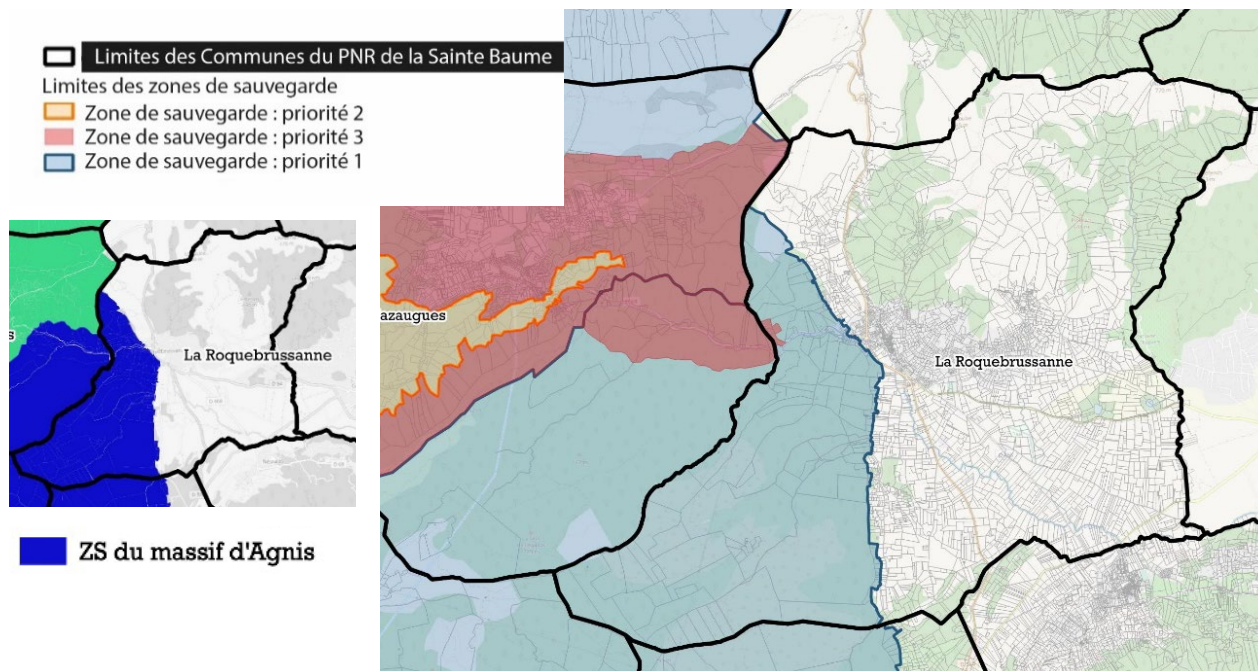 Limites des Communes du PNR de la Sainte Baume
Limites des zones de sauvegarde
Zone de sauvegarde : priorité 2
Zone de sauvegarde : priorité 3
Zone de sauvegarde : priorité 1
azaugues
La Roquebrussanne
s
La Roquebrussanne
ZS du massif d'Agnis